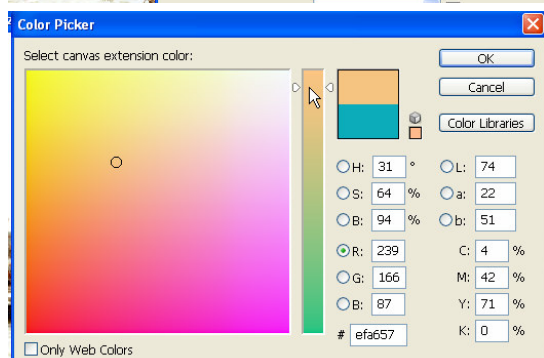 Color Picker
Select canvas extension color:
OK
Cancel
Color Libraries
H: 31 °
L: 74
S: 64 %
a: 22
B: 94 %
b: 51
R: 239
C: 4 %
G: 166
M: 42 %
B: 87
Y: 71 %
# efa657
K: 0 %
Only Web Colors